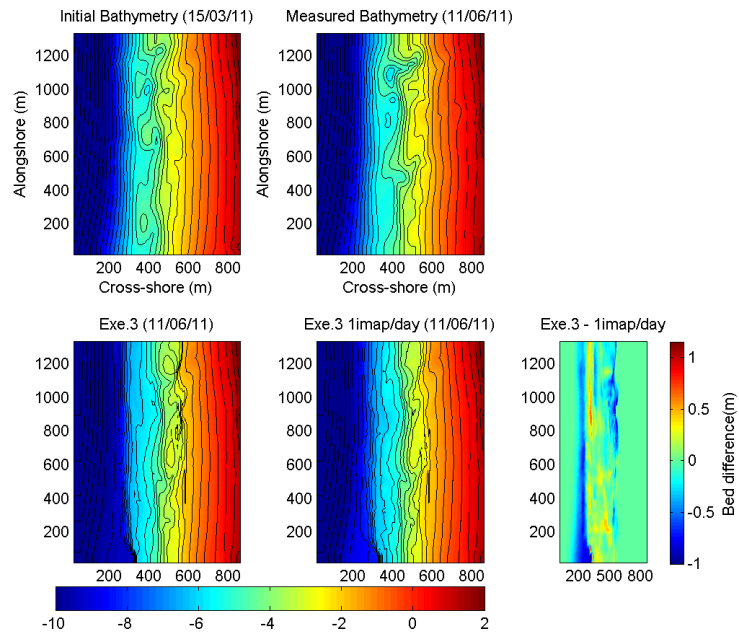 Initial Bathymetry (15/03/11)
Measured Bathymetry (11/06/11)
Alongshore (m)
1200
1000
800
600
400
200
200 400 600 800
Cross-shore (m)
Alongshore (m)
1200
1000
800
600
400
200
200 400 600 800
Cross-shore (m)
Exe.3 (11/06/11)
Exe.3 1imap/day (11/06/11)
Exe.3 - 1imap/day
1200
1000
800
600
400
200
200 400 600 800
1200
1000
800
600
400
200
200 400 600 800
1200
1000
800
600
400
200
200 500 800
1
0.5
0
-0.5
-1
Bed difference(m)
-10 -8 -6 -4 -2 0 2